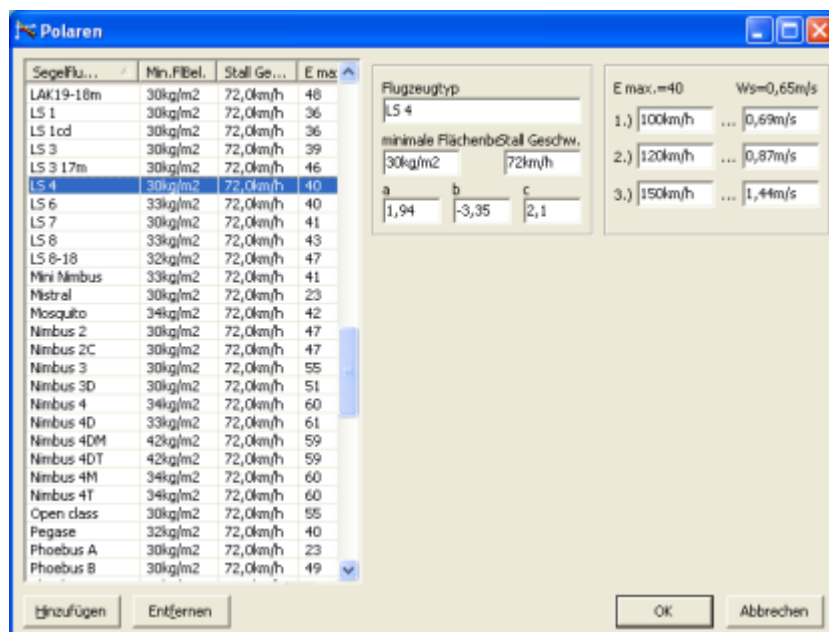 Polaren
SegelFlu... Min.FlBel. Stall Ge... E ma
LAK19-18m 30kg/m2 72,0km/h 48
LS 1 30kg/m2 72,0km/h 36
LS 1cd 30kg/m2 72,0km/h 36
LS 3 30kg/m2 72,0km/h 39
LS 3 17m 30kg/m2 72,0km/h 46
LS 4 30kg/m2 72,0km/h 40
LS 6 33kg/m2 72,0km/h 40
LS 7 30kg/m2 72,0km/h 41
LS 8 33kg/m2 72,0km/h 43
LS 8-18 32kg/m2 72,0km/h 47
Mini Nimbus 33kg/m2 72,0km/h 41
Mistral 30kg/m2 72,0km/h 23
Mosquito 34kg/m2 72,0km/h 42
Nimbus 2 30kg/m2 72,0km/h 47
Nimbus 2C 30kg/m2 72,0km/h 47
Nimbus 3 30kg/m2 72,0km/h 55
Nimbus 3D 30kg/m2 72,0km/h 51
Nimbus 4 34kg/m2 72,0km/h 60
Nimbus 4D 33kg/m2 72,0km/h 61
Nimbus 4DM 42kg/m2 72,0km/h 59
Nimbus 4DT 42kg/m2 72,0km/h 59
Nimbus 4M 34kg/m2 72,0km/h 60
Nimbus 4T 34kg/m2 72,0km/h 60
Open class 30kg/m2 72,0km/h 55
Pegase 32kg/m2 72,0km/h 40
Phoebus A 30kg/m2 72,0km/h 23
Phoebus B 30kg/m2 72,0km/h 49
Flugzeugtyp
LS 4
minimale Flächenbe Stall Geschw.
30kg/m2 72km/h
a b c
1,94 -3,35 2,1
E max.=40 Ws=0,65m/s
1.) 100km/h ... 0,69m/s
2.) 120km/h ... 0,87m/s
3.) 150km/h ... 1,44m/s
Hinzufügen Entfernen OK Abbrechen